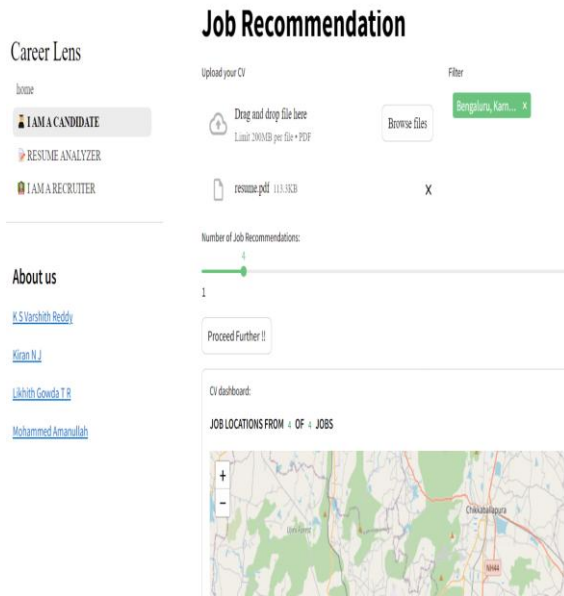 Career Lens
home
I AM A CANDIDATE
RESUME ANALYZER
I AM A RECRUITER
About us
K S Varshith Reddy
Kiran N J
Likhith Gowda T R
Mohammed Amanullah
Job Recommendation
Upload your CV
Drag and drop file here
Limit 200MB per file • PDF
Browse files
resume.pdf 113.3KB
X
Filter
Bengaluru, Karn... ×
Number of Job Recommendations:
4
1
Proceed Further !!
CV dashboard:
JOB LOCATIONS FROM 4 OF 4 JOBS
+
−
Chikkaballapura
NH44